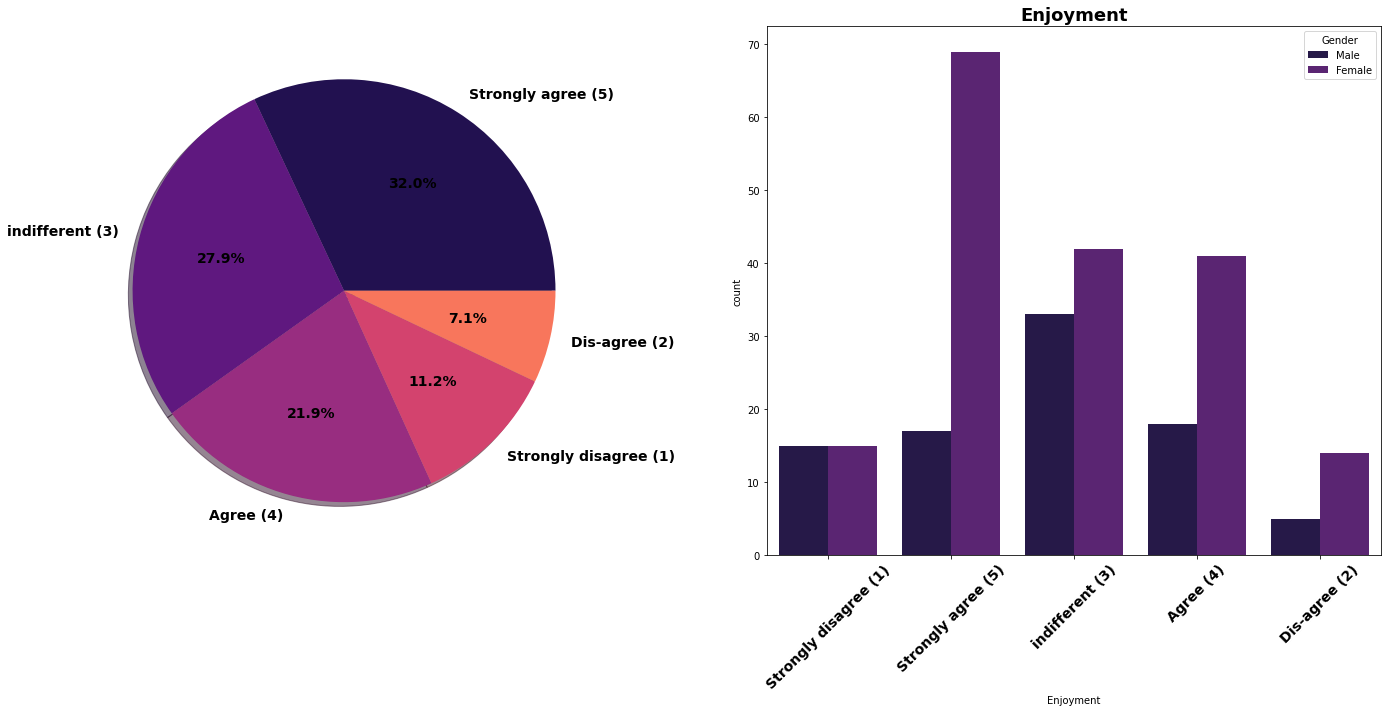 Strongly agree (5)
32.0%
indifferent (3)
27.9%
7.1%
Dis-agree (2)
11.2%
21.9%
Strongly disagree (1)
Agree (4)
Enjoyment
Gender
Male
Female
70
60
50
40
30
20
10
0
count
Strongly disagree (1)
Strongly agree (5)
indifferent (3)
Agree (4)
Dis-agree (2)
Enjoyment